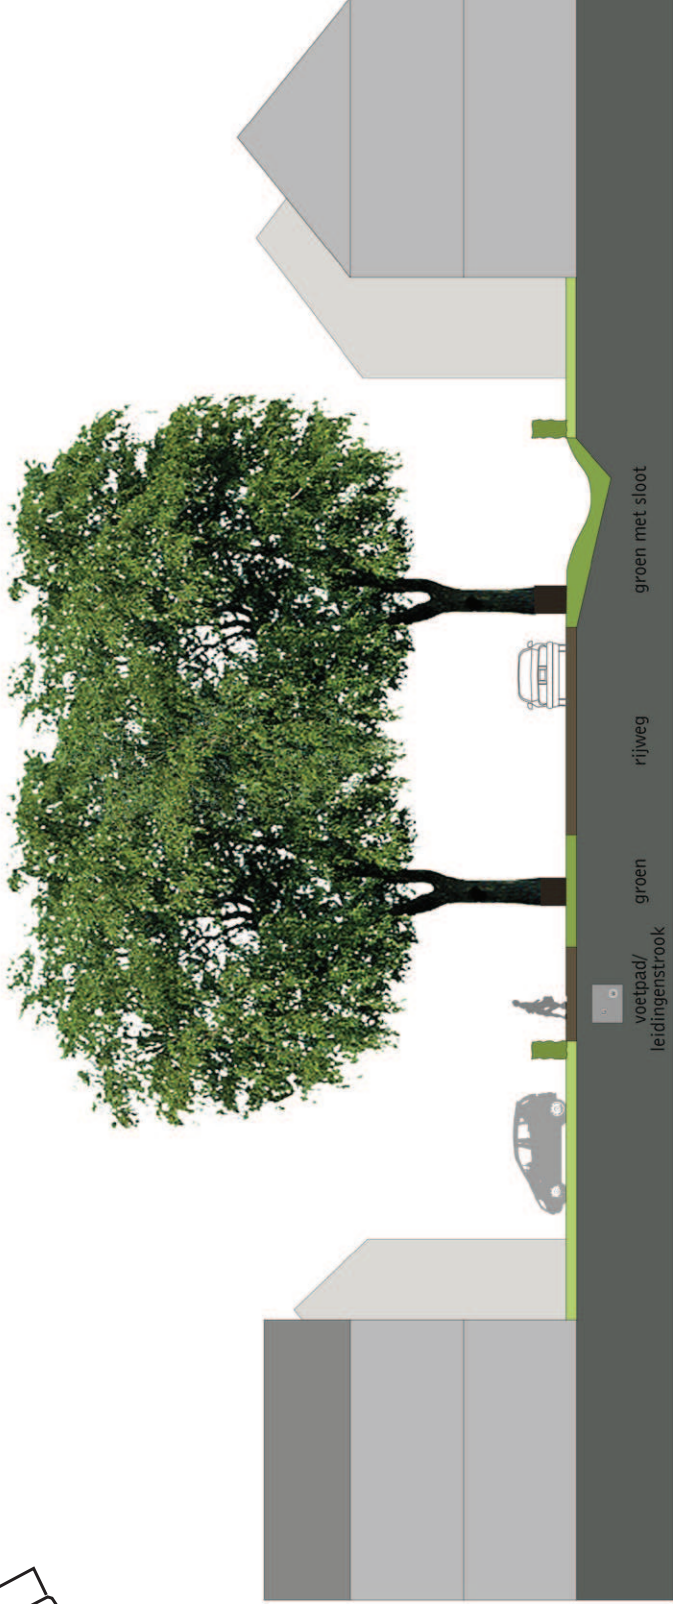 voetpad/
leidingenstrook
groen
rijweg
groen met sloot